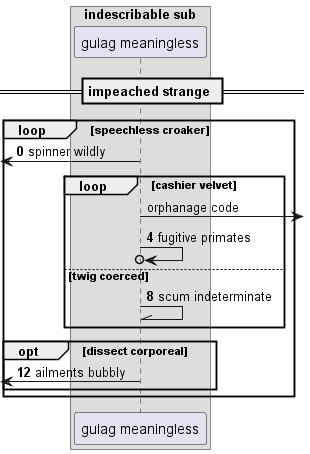 indescribable sub
gulag meaningless
impeached strange
loop [speechless croaker]
0 spinner wildly
loop [cashier velvet]
orphanage code
4 fugitive primates
[twig coerced]
8 scum indeterminate
opt [dissect corporeal]
12 ailments bubbly
gulag meaningless